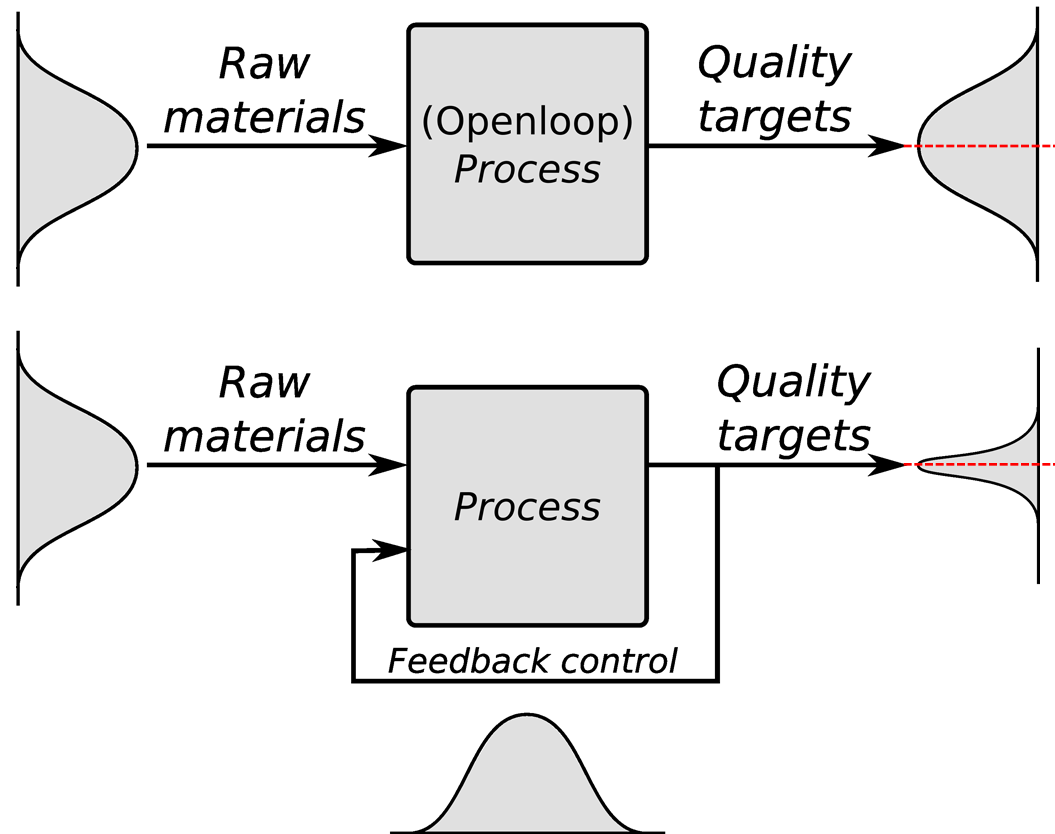 Raw
materials
(Openloop)
Process
Quality
targets
Raw
materials
Process
Quality
targets
Feedback control